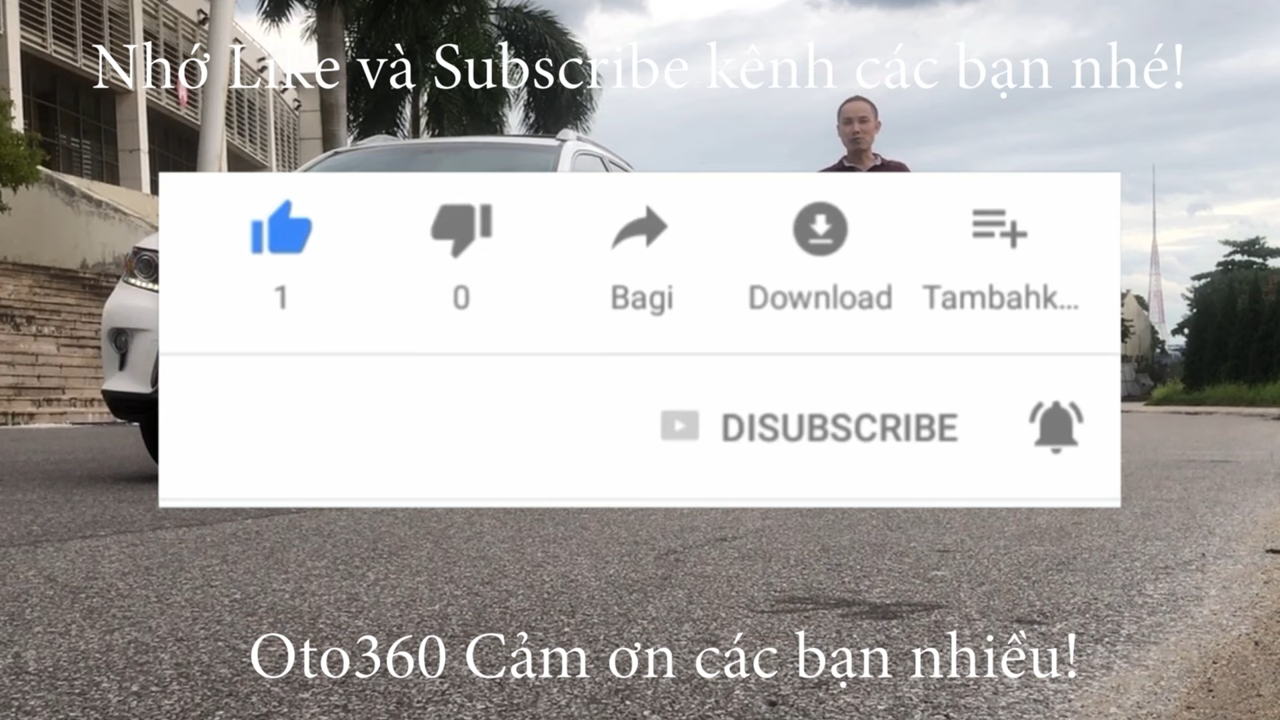 Nhớ Like và Subscribe kênh các bạn nhé!
1 0 Bagi Download Tambahk...
DISUBSCRIBE
Oto360 Cảm ơn các bạn nhiều!